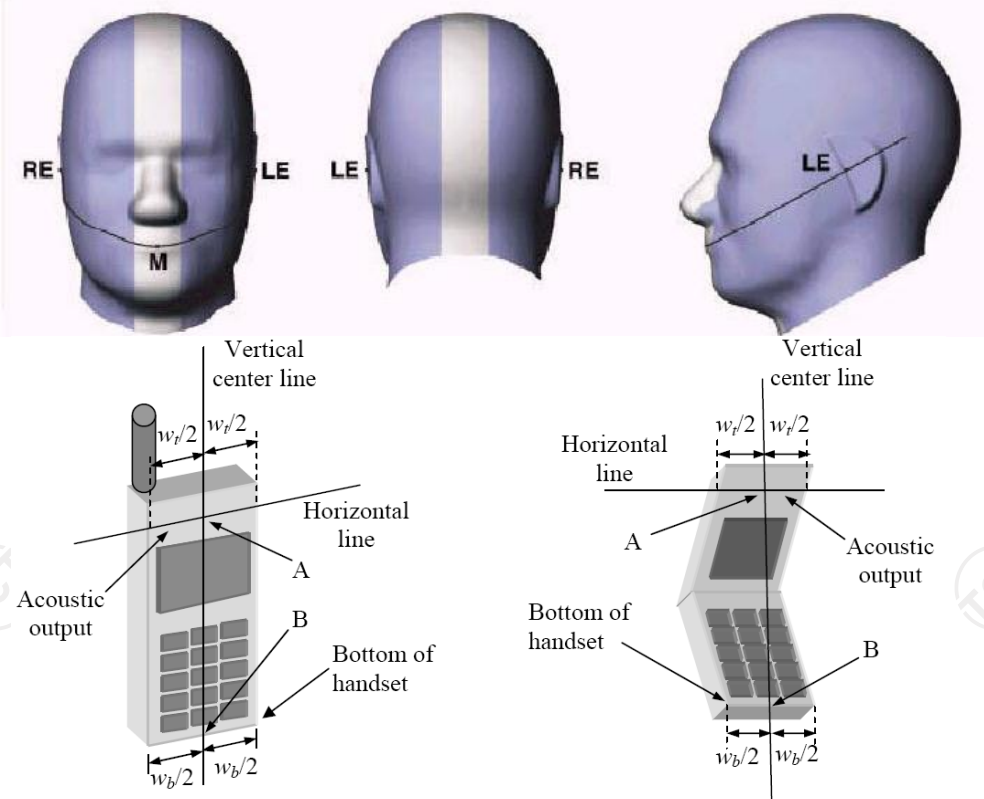 RE
LE
M
LE
RE
LE
Vertical
center line
wt/2
wt/2
Horizontal
line
A
Acoustic
output
B
Bottom of
handset
wb/2
wb/2
Vertical
center line
wt/2
wt/2
Horizontal
line
A
Acoustic
output
Bottom of
handset
B
wb/2
wb/2